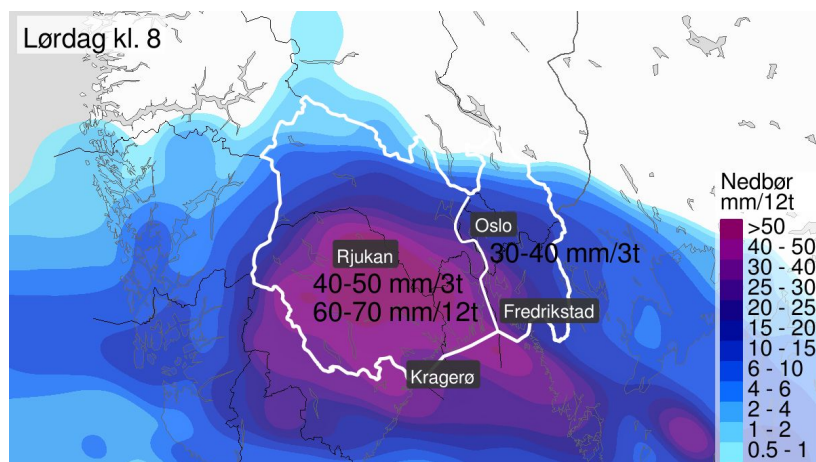 Lørdag kl. 8
Nedbør
mm/12t
>50
40 - 50
30 - 40
25 - 30
20 - 25
15 - 20
10 - 15
6 - 10
4 - 6
2 - 4
1 - 2
0.5 - 1
Oslo
30-40 mm/3t
Rjukan
40-50 mm/3t
60-70 mm/12t
Fredrikstad
Kragerø